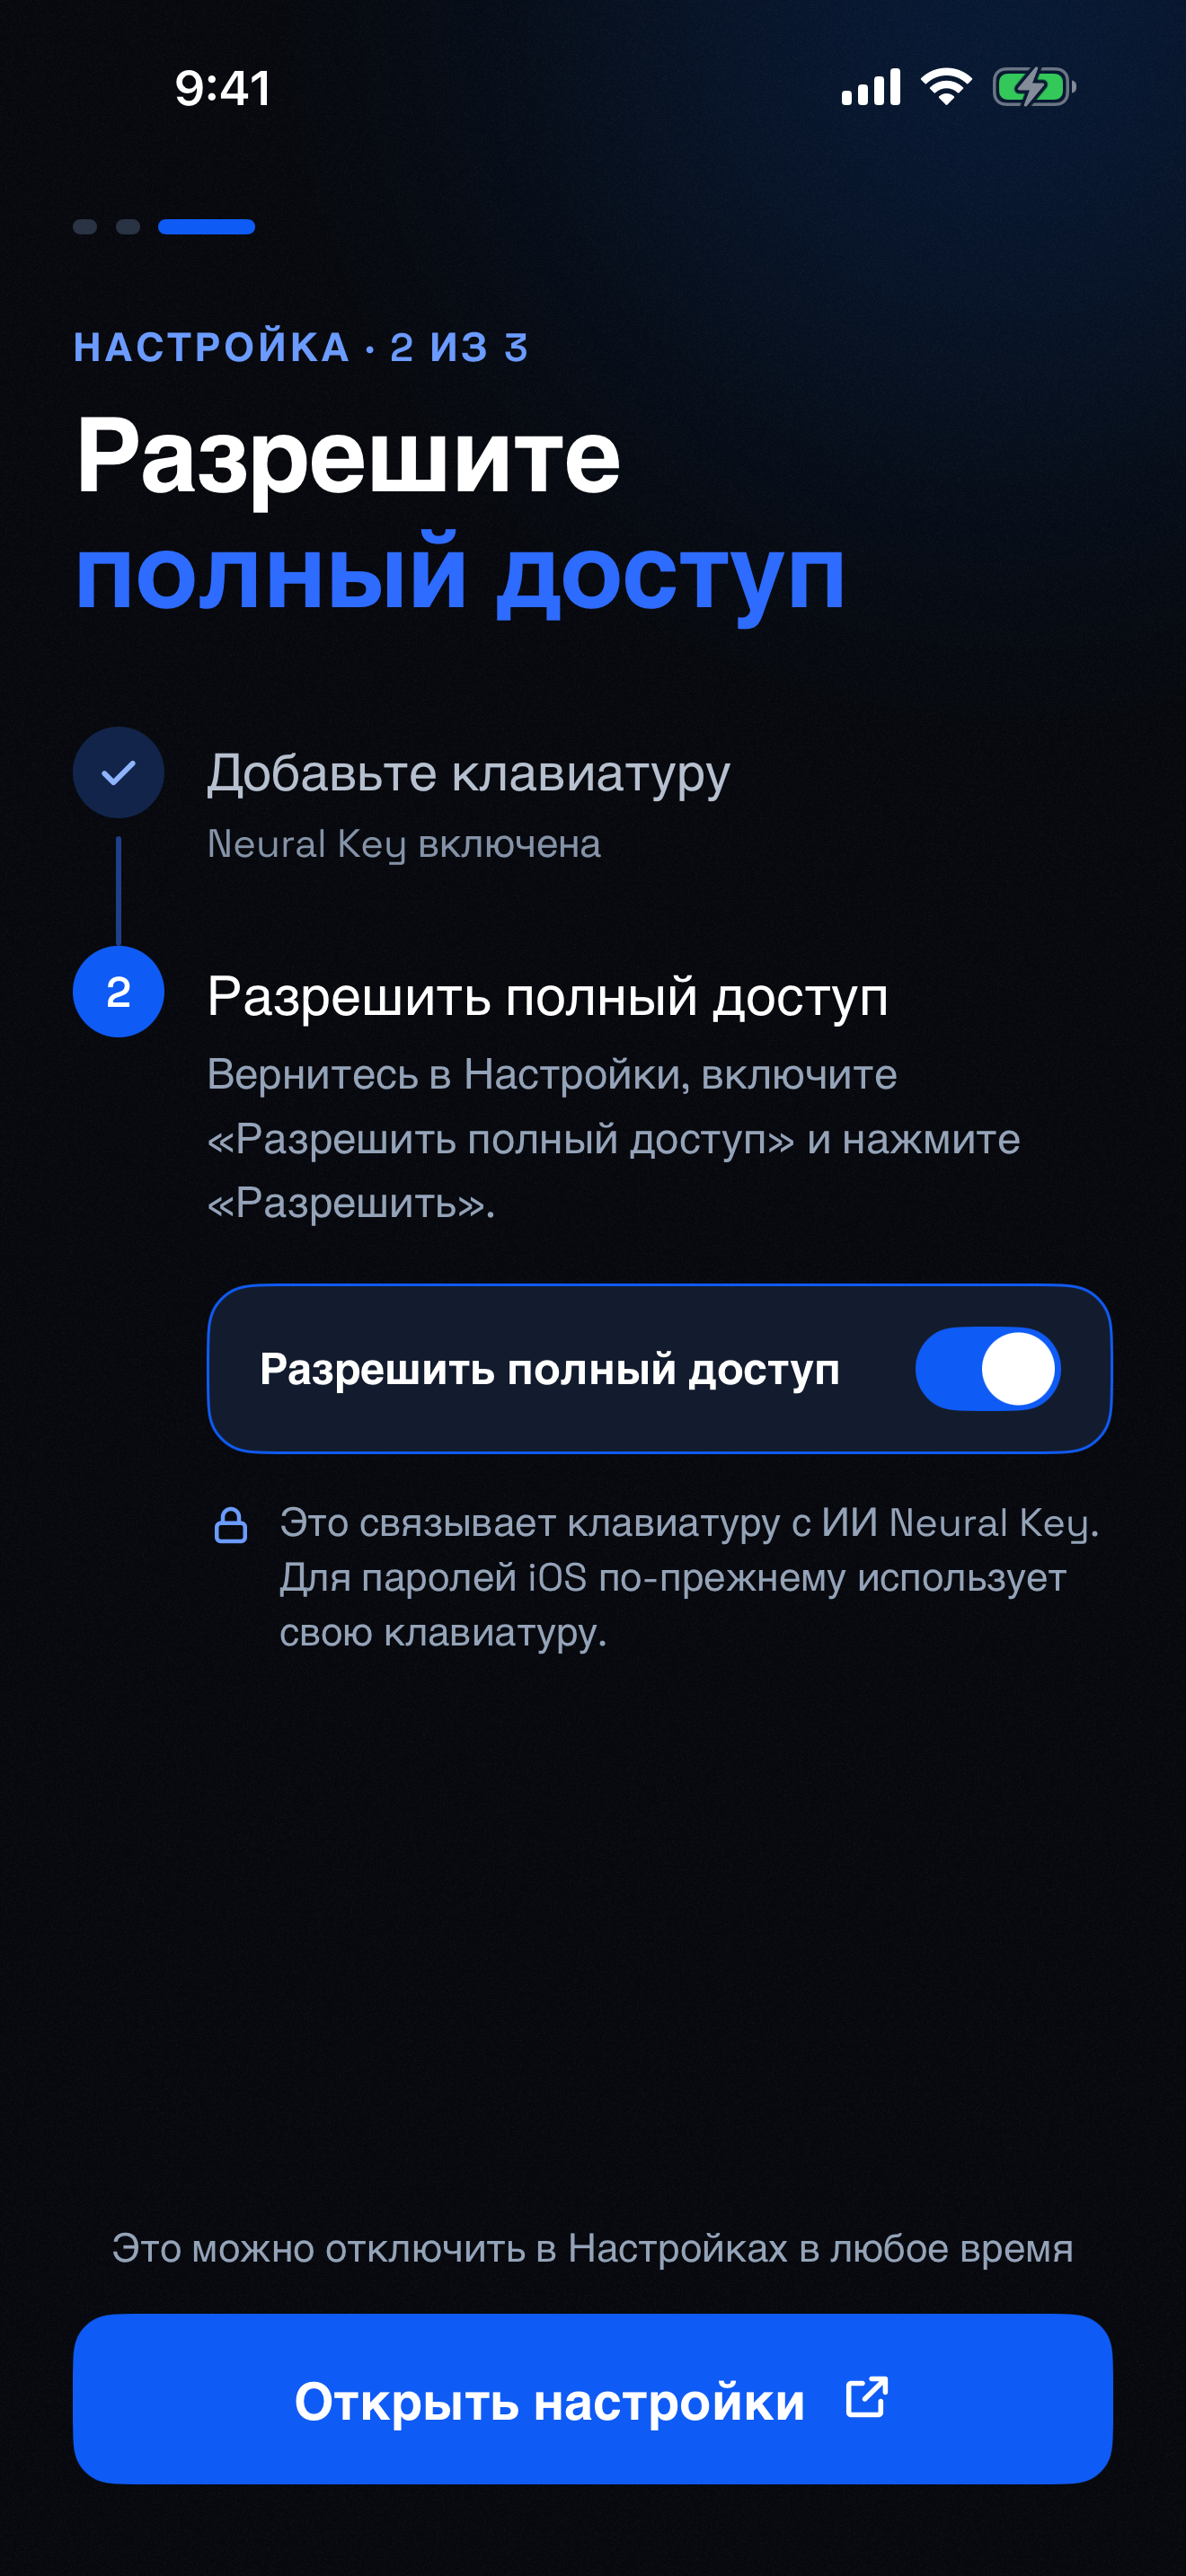 9:41
НАСТРОЙКА · 2 ИЗ 3
Разрешите
полный доступ
Добавьте клавиатуру
Neural Key включена
2
Разрешить полный доступ
Вернитесь в Настройки, включите
«Разрешить полный доступ» и нажмите
«Разрешить».
Разрешить полный доступ
Это связывает клавиатуру с ИИ Neural Key.
Для паролей iOS по-прежнему использует
свою клавиатуру.
Это можно отключить в Настройках в любое время
Открыть настройки